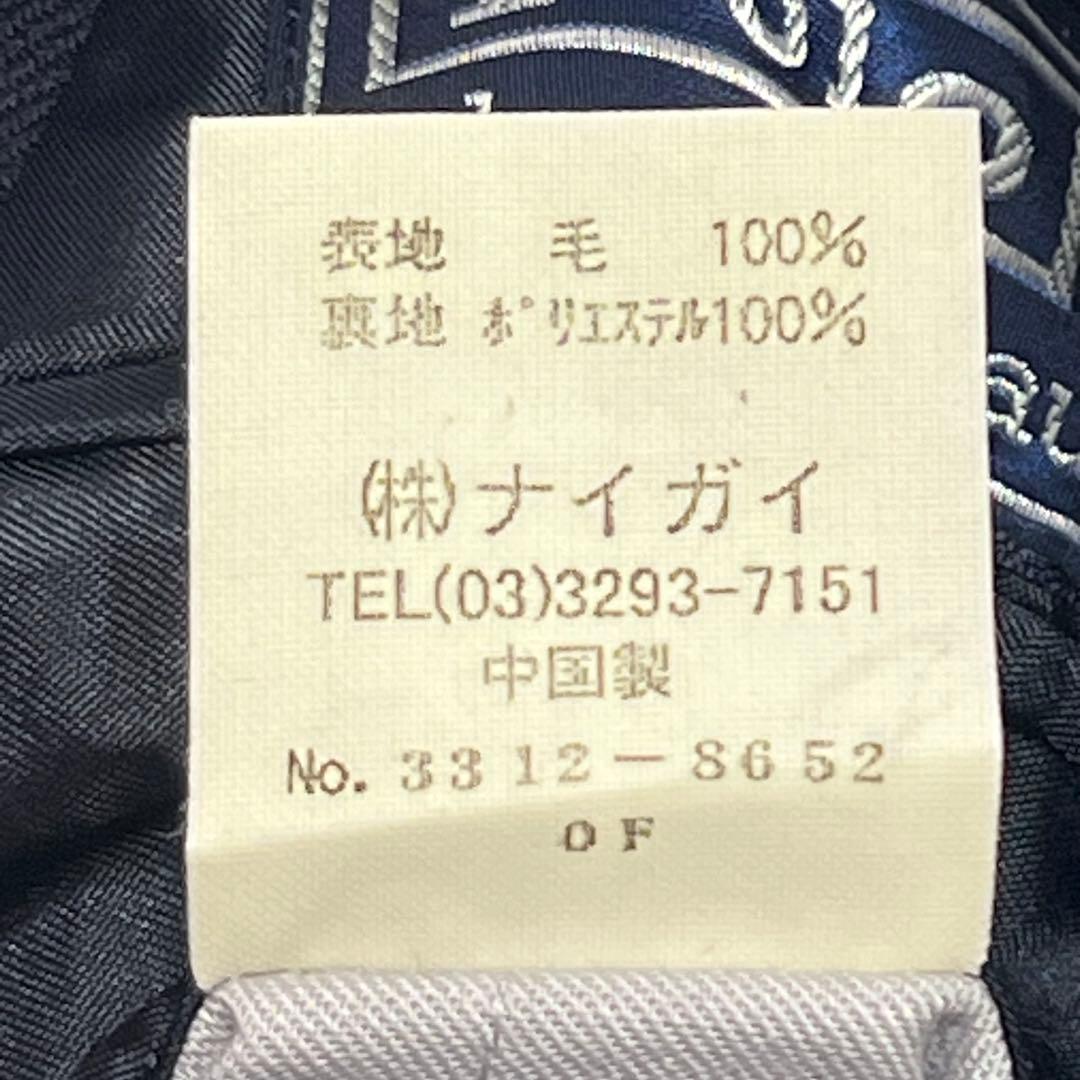 表地 毛 100%
裏地 ポリエステル100%
(株)ナイガイ
TEL(03)3293-7151
中国製
No. 3312-8652
OF
au